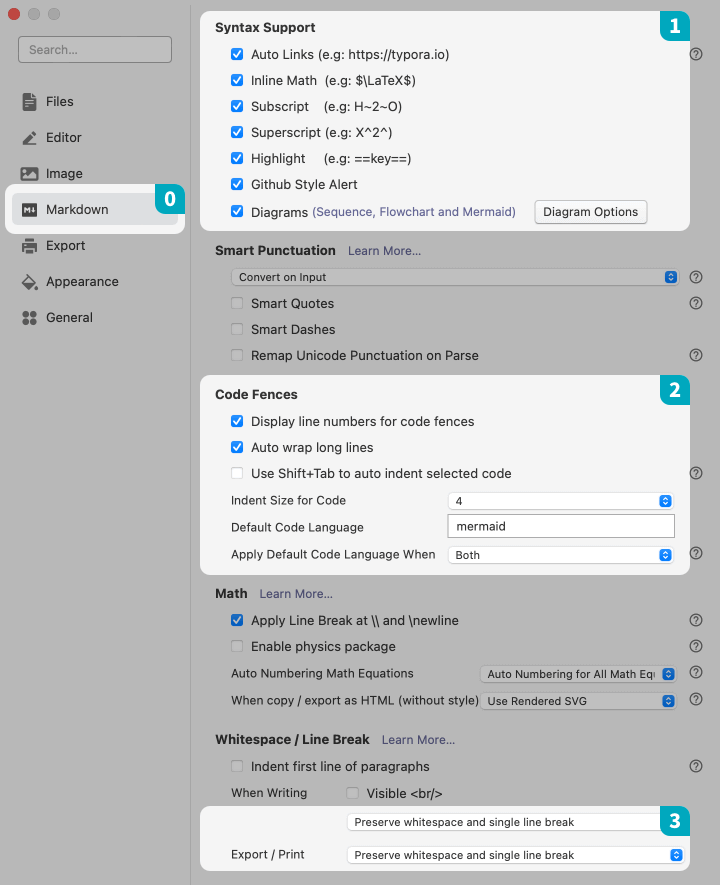 Search...
Files
Editor
Image
Markdown
0
Export
Appearance
General
1
Syntax Support
Auto Links (e.g: https://typora.io)
Inline Math (e.g: $\LaTeX$)
Subscript (e.g: H~2~O)
Superscript (e.g: X^2^)
Highlight (e.g: ==key==)
Github Style Alert
Diagrams (Sequence, Flowchart and Mermaid) Diagram Options
Smart Punctuation Learn More...
Convert on Input
Smart Quotes
Smart Dashes
Remap Unicode Punctuation on Parse
2
Code Fences
Display line numbers for code fences
Auto wrap long lines
Use Shift+Tab to auto indent selected code
Indent Size for Code 4
Default Code Language mermaid
Apply Default Code Language When Both
Math Learn More...
Apply Line Break at \\ and \newline
Enable physics package
Auto Numbering Math Equations Auto Numbering for All Math Equ
When copy / export as HTML (without style) Use Rendered SVG
Whitespace / Line Break Learn More...
Indent first line of paragraphs
When Writing Visible <br/>
3
Preserve whitespace and single line break
Export / Print Preserve whitespace and single line break